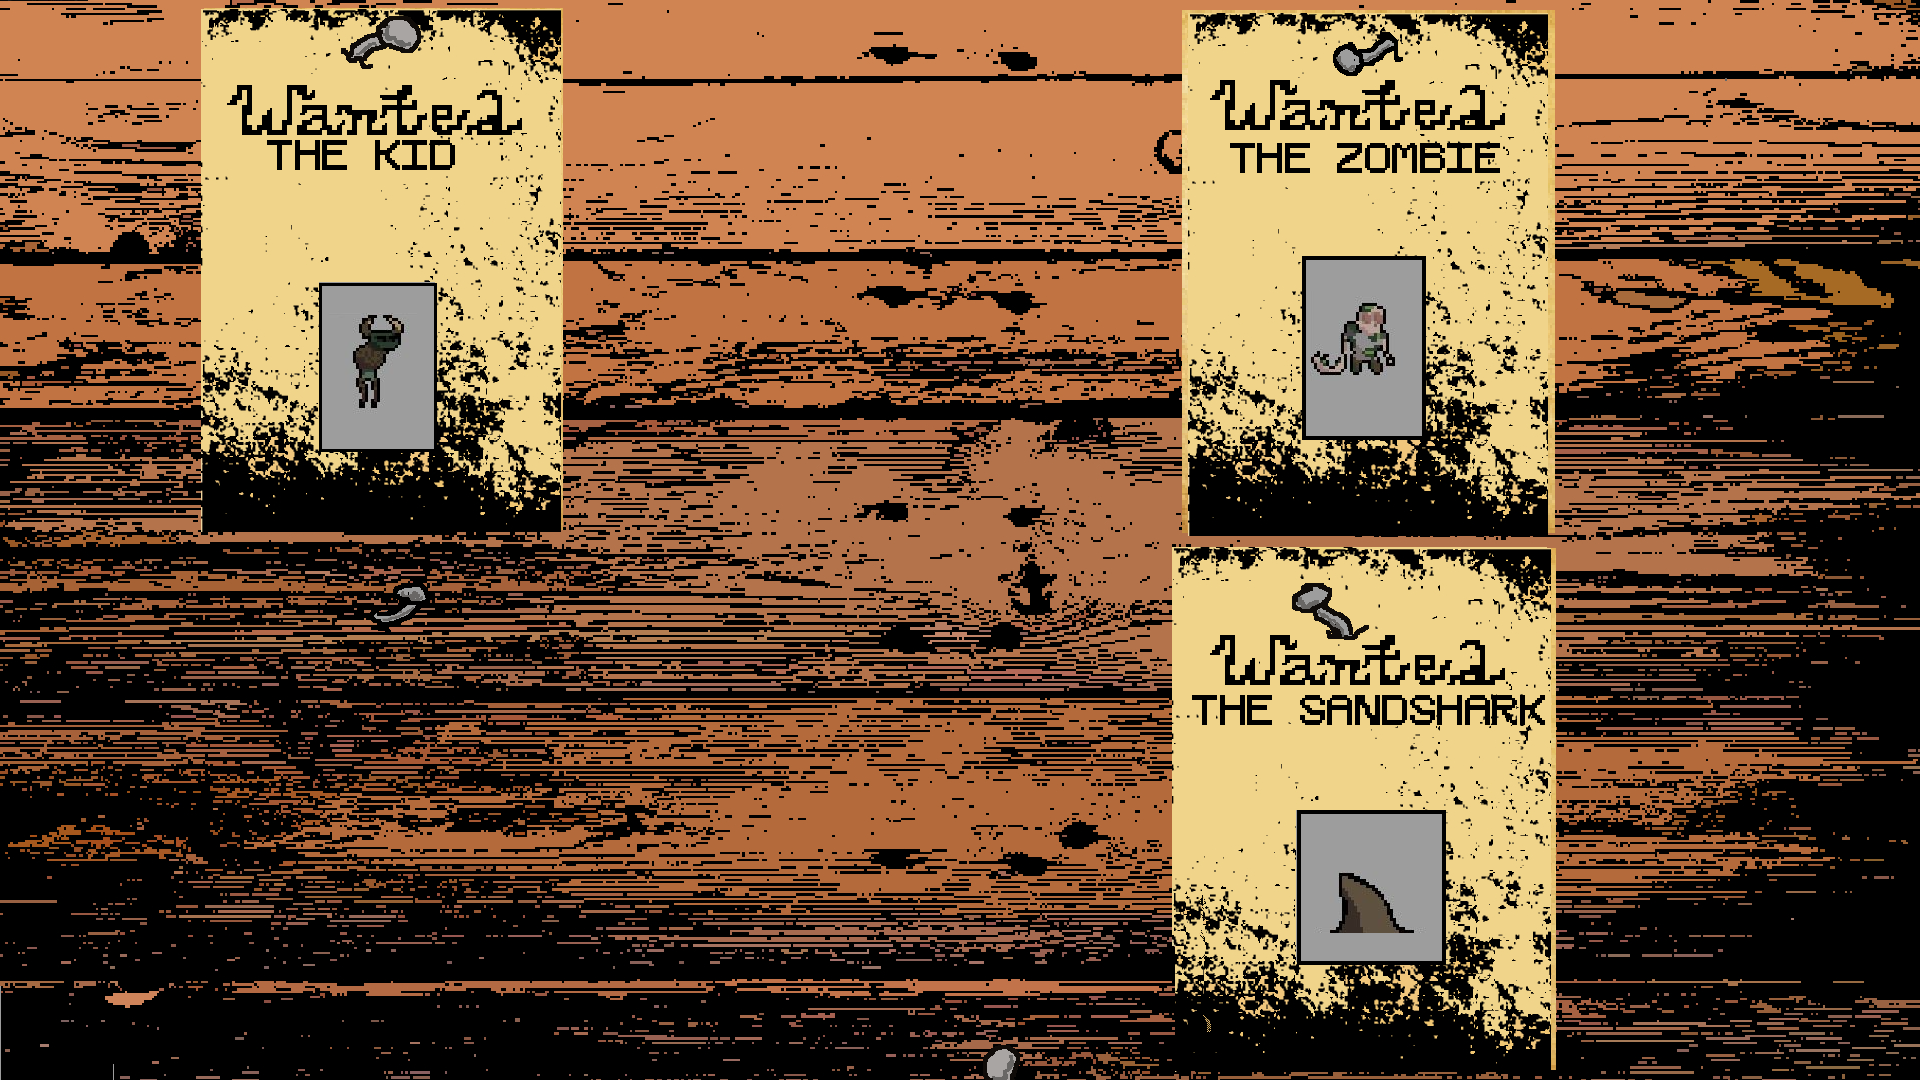 Wanted
THE KID
Wanted
THE ZOMBIE
Wanted
THE SANDSHARK